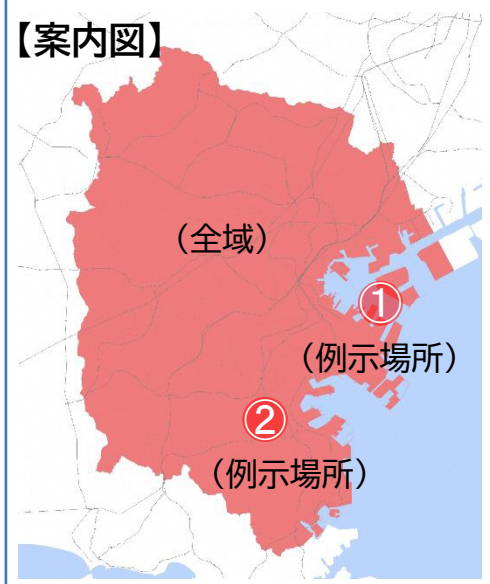 【案内図】
（全域）
①
（例示場所）
②
（例示場所）